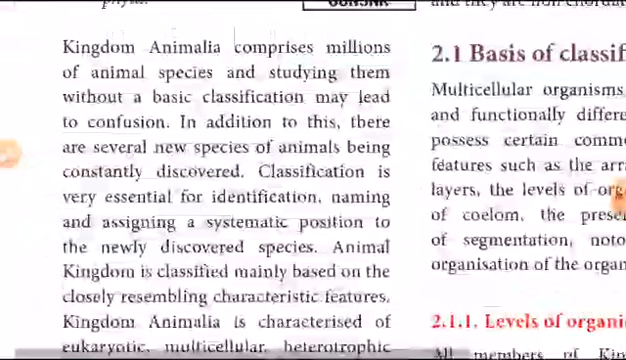 Kingdom Animalia comprises millions
of animal species and studying them
without a basic classification may lead
to confusion. In addition to this, there
are several new species of animals being
constantly discovered. Classification is
very essential for identification, naming
and assigning a systematic position to
the newly discovered species. Animal
Kingdom is classified mainly based on the
closely resembling characteristic features.
Kingdom Animalia is characterised of
eukaryotic, multicellular, heterotrophic
2.1 Basis of classif
Multicellular organisms
and functionally differe
possess certain comm
features such as the arr
layers, the levels of org
of coelom, the prese
of segmentation, noto
organisation of the organ
2.1.1. Levels of organi
All members of King